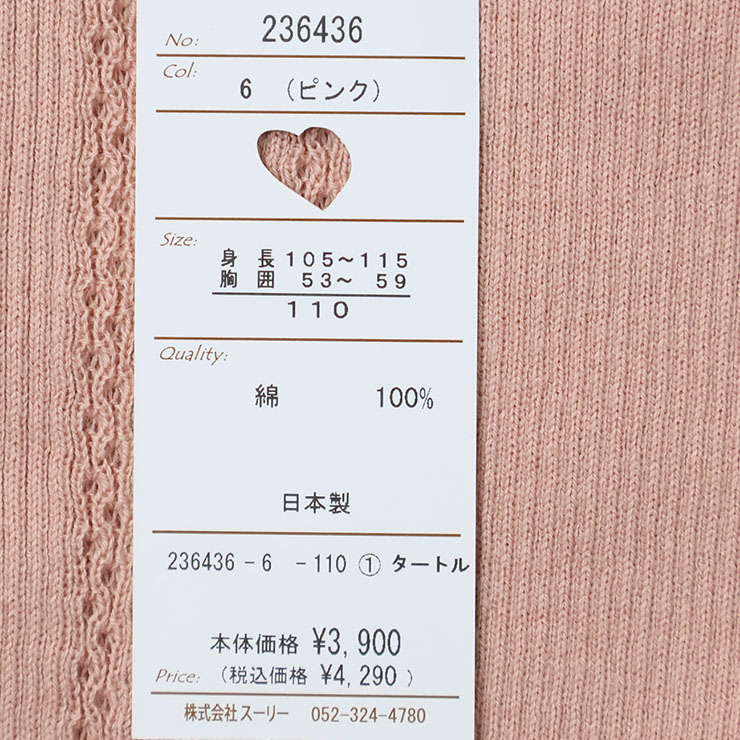 No: 236436
Col:
6 （ピンク）
Size:
身 長 105～115
胸 囲 53～ 59
110
Quality:
綿 100%
日本製
236436-6 -110 ① タートル
本体価格 ¥3,900
Price: （税込価格 ¥4,290 ）
株式会社スーリー 052-324-4780